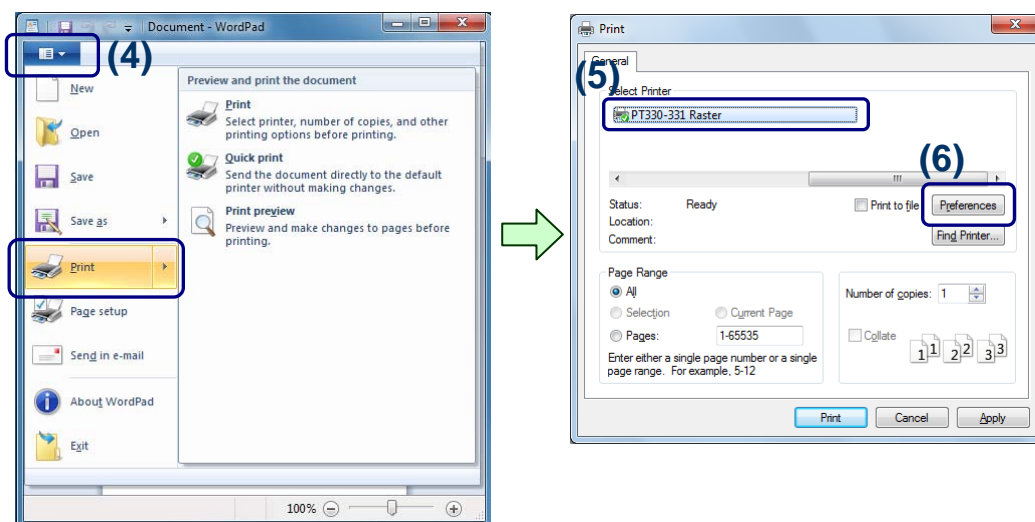 Document - WordPad
(4)
New
Open
Save
Save as
Print
Page setup
Send in e-mail
About WordPad
Exit
Preview and print the document
Print
Select printer, number of copies, and other
printing options before printing.
Quick print
Send the document directly to the default
printer without making changes.
Print preview
Preview and make changes to pages before
printing.
100%
Print
General
(5)
Select Printer
PT330-331 Raster
(6)
Status: Ready
Print to file
Preferences
Location:
Comment:
Find Printer...
Page Range
All
Selection
Current Page
Pages: 1-65535
Enter either a single page number or a single
page range. For example, 5-12
Number of copies: 1
Collate
1 1 2 2 3 3
Print
Cancel
Apply